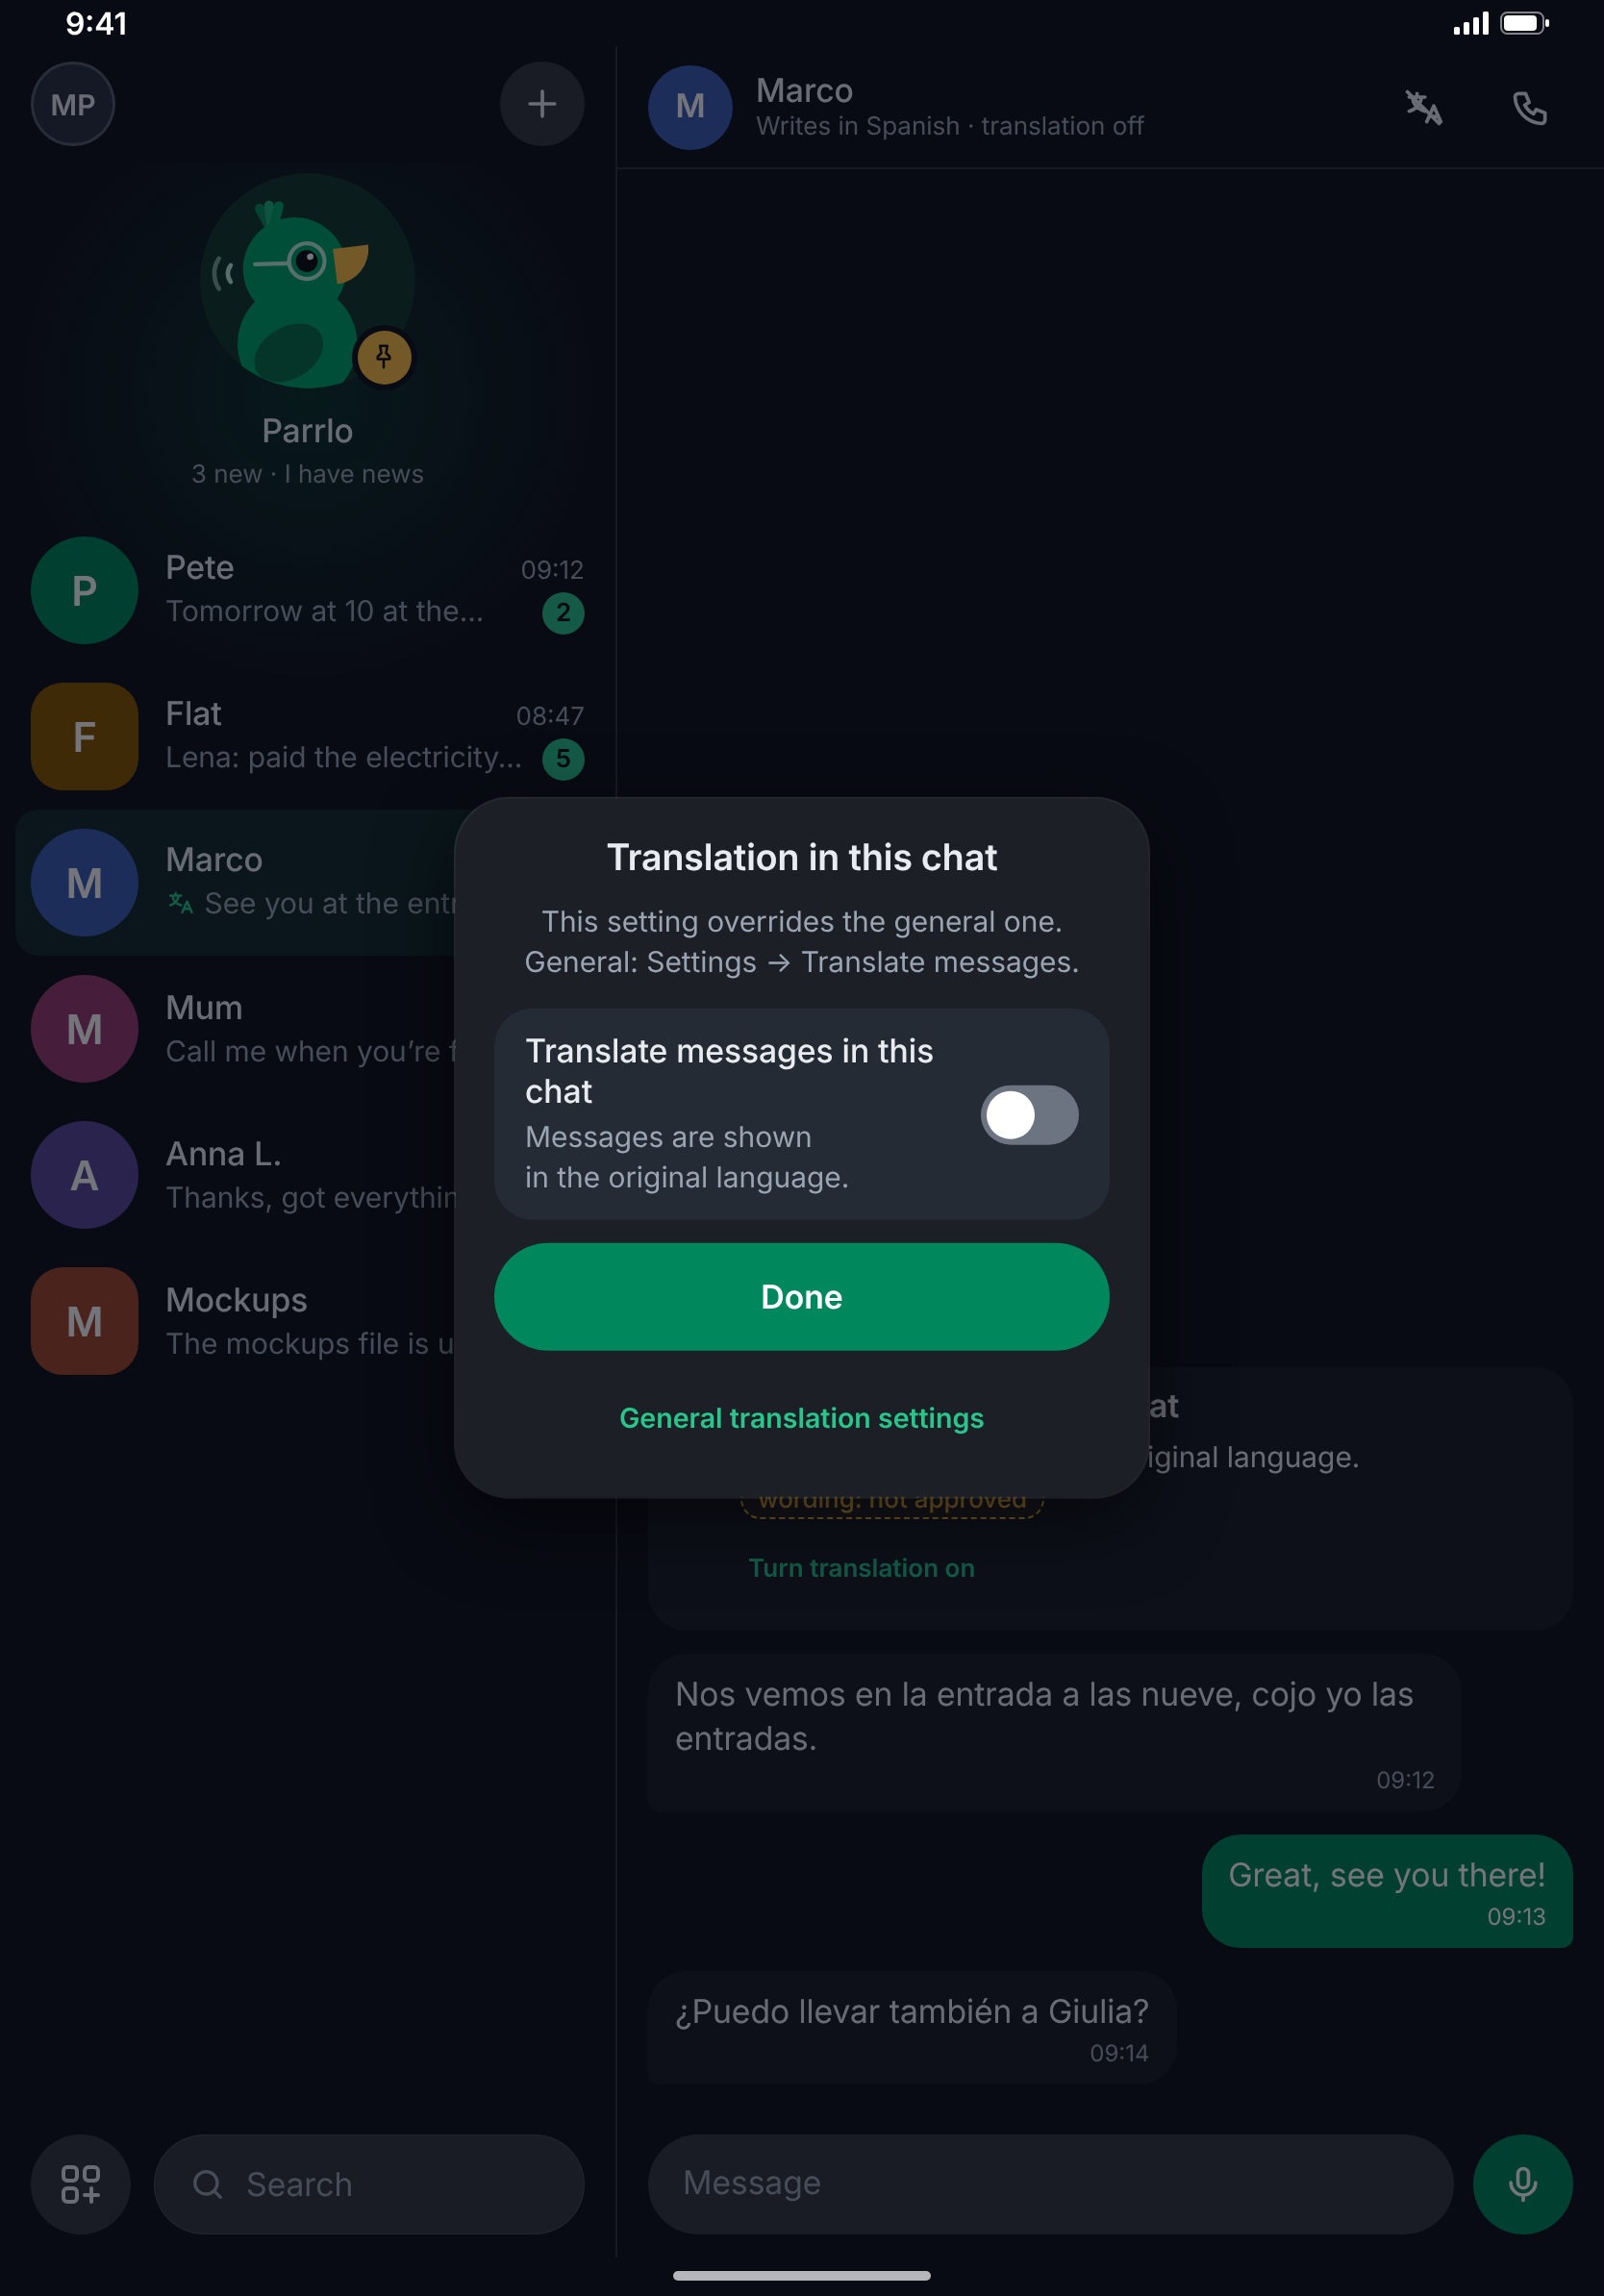 9:41
MP
M
Marco
Writes in Spanish · translation off
Parrlo
3 new · I have news
P
Pete
09:12
Tomorrow at 10 at the...
2
F
Flat
08:47
Lena: paid the electricity...
5
M
Marco
See you at the entr
M
Mum
Call me when you’re
A
Anna L.
Thanks, got everythin
M
Mockups
The mockups file is u
Translation in this chat
This setting overrides the general one.
General: Settings → Translate messages.
Translate messages in this
chat
Messages are shown
in the original language.
Done
General translation settings
at
iginal language.
wording: not approved
Turn translation on
Nos vemos en la entrada a las nueve, cojo yo las
entradas.
09:12
Great, see you there!
09:13
¿Puedo llevar también a Giulia?
09:14
Search
Message